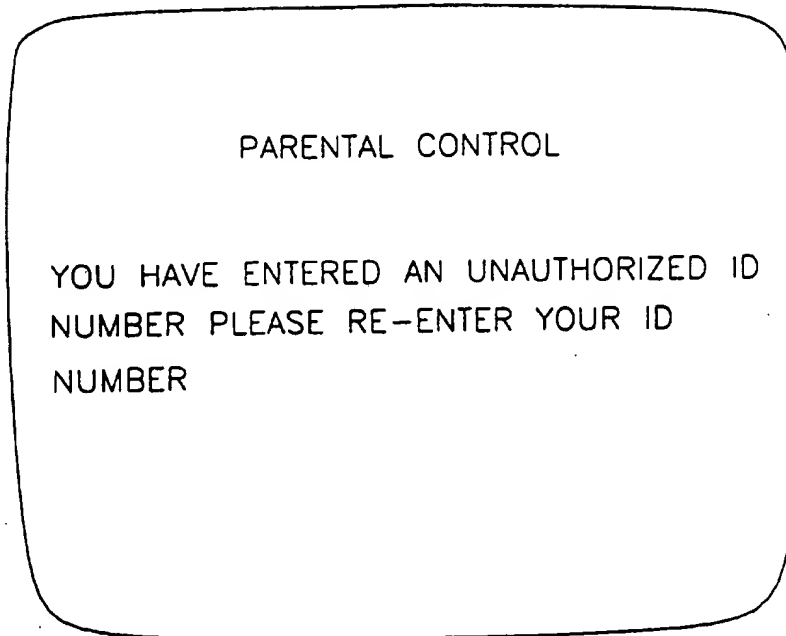 PARENTAL CONTROL
YOU HAVE ENTERED AN UNAUTHORIZED ID
NUMBER PLEASE RE-ENTER YOUR ID
NUMBER